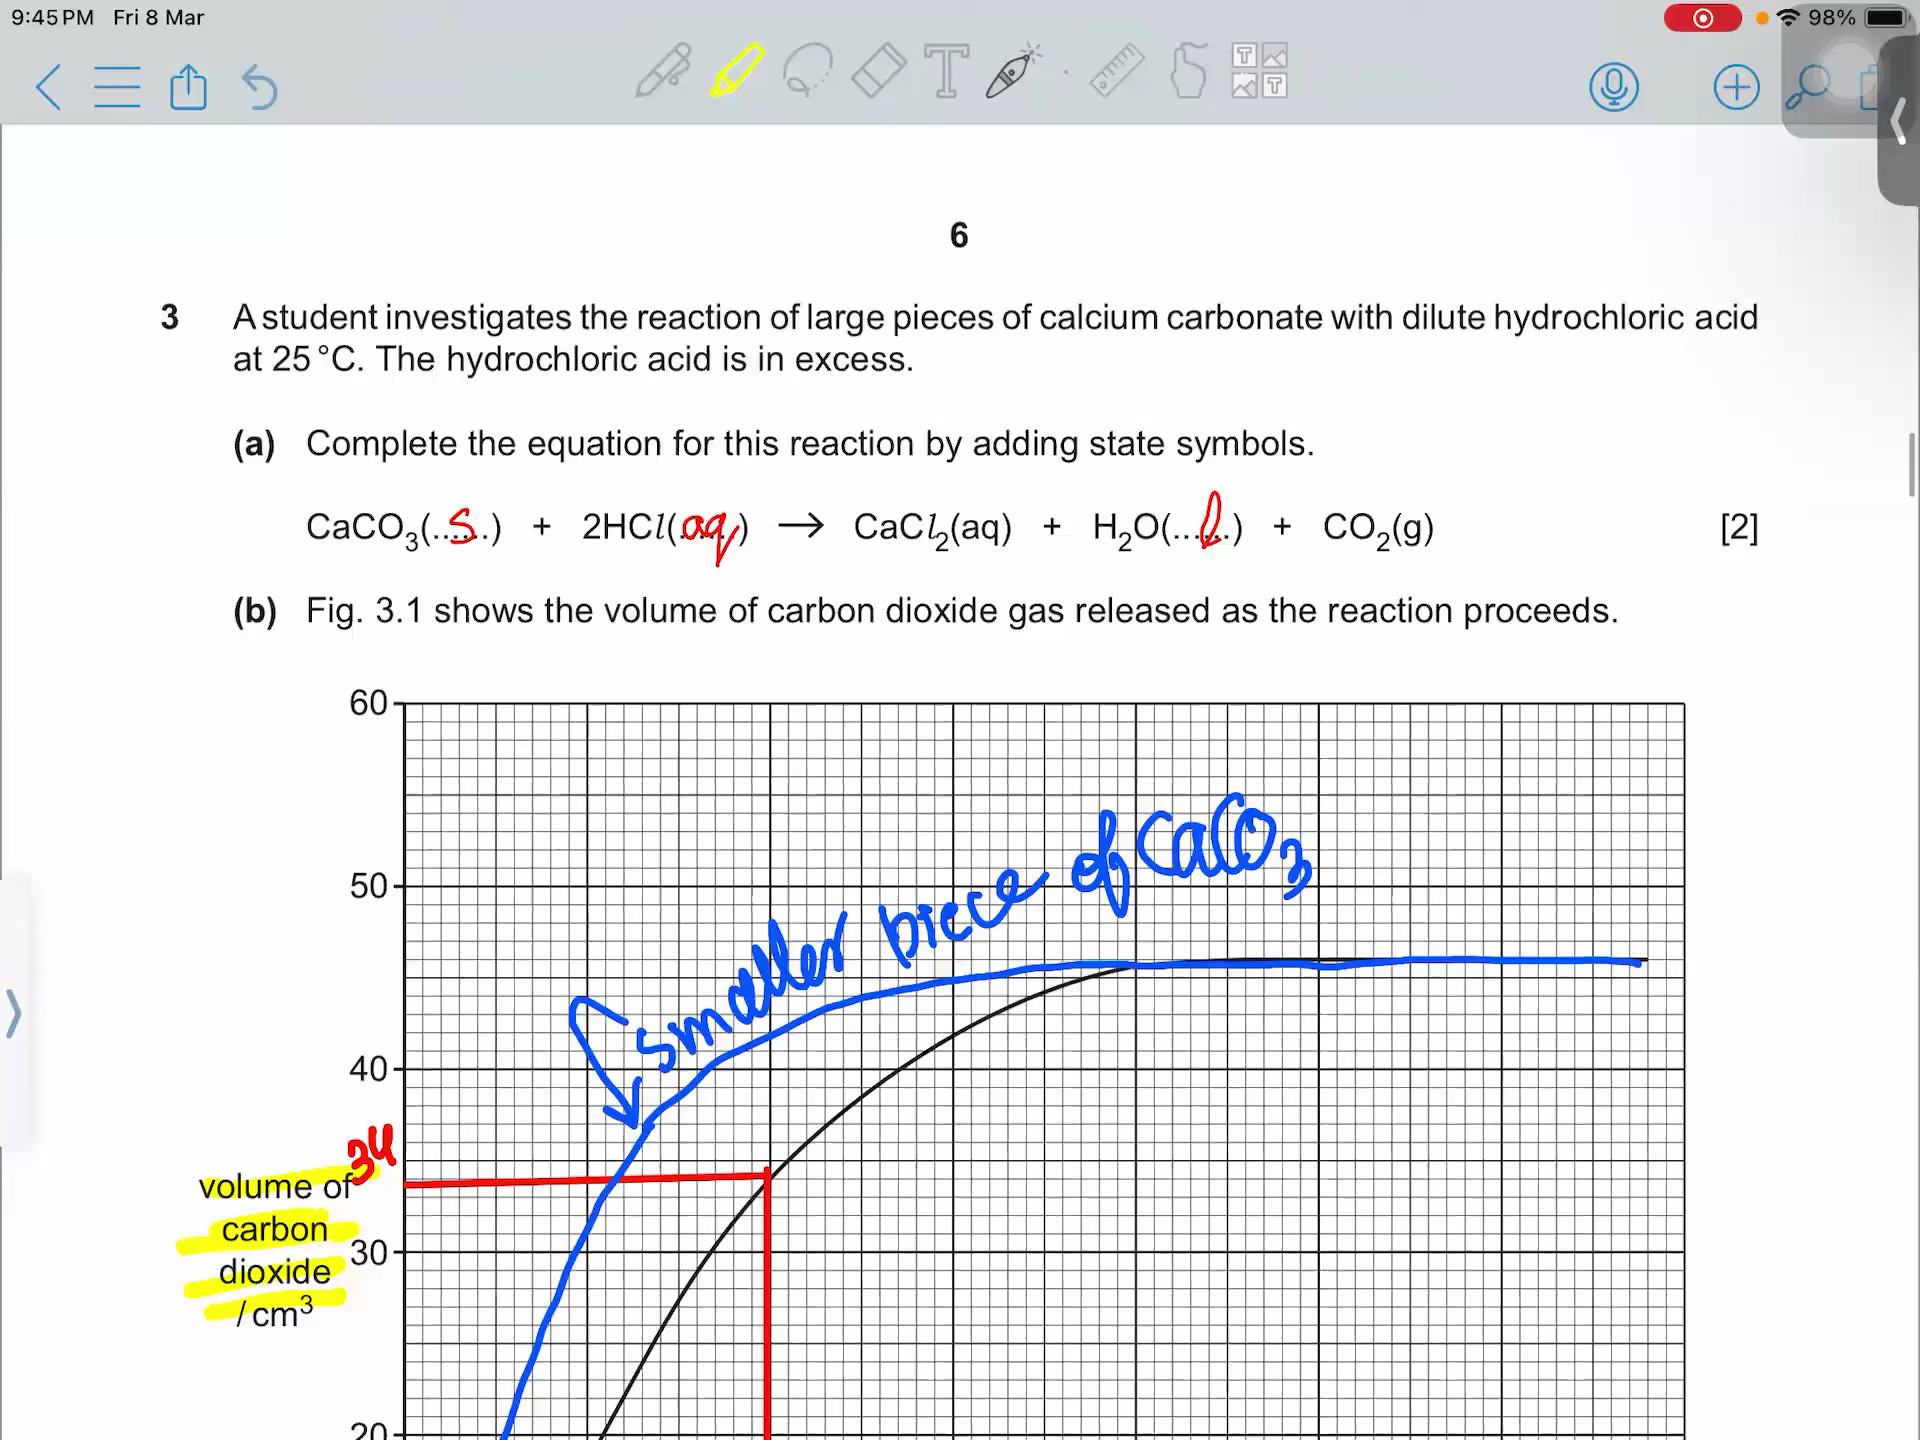 9:45 PM Fri 8 Mar 98%
6
3 A student investigates the reaction of large pieces of calcium carbonate with dilute hydrochloric acid
at 25 °C. The hydrochloric acid is in excess.
(a) Complete the equation for this reaction by adding state symbols.
CaCO₃(..s...) + 2HCl(aq) → CaCl₂(aq) + H₂O(...l..) + CO₂(g) [2]
(b) Fig. 3.1 shows the volume of carbon dioxide gas released as the reaction proceeds.
60
smaller piece of CaCO₃
50
40
34
volume of
carbon
dioxide
/ cm³
30
20